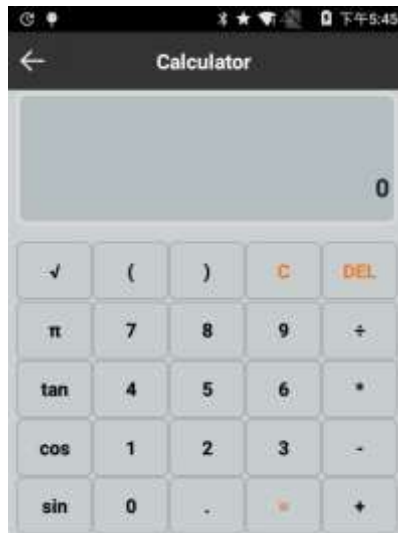 下午5:45
Calculator
0
√ ( ) C DEL
π 7 8 9 ÷
tan 4 5 6 *
cos 1 2 3 -
sin 0 . = +